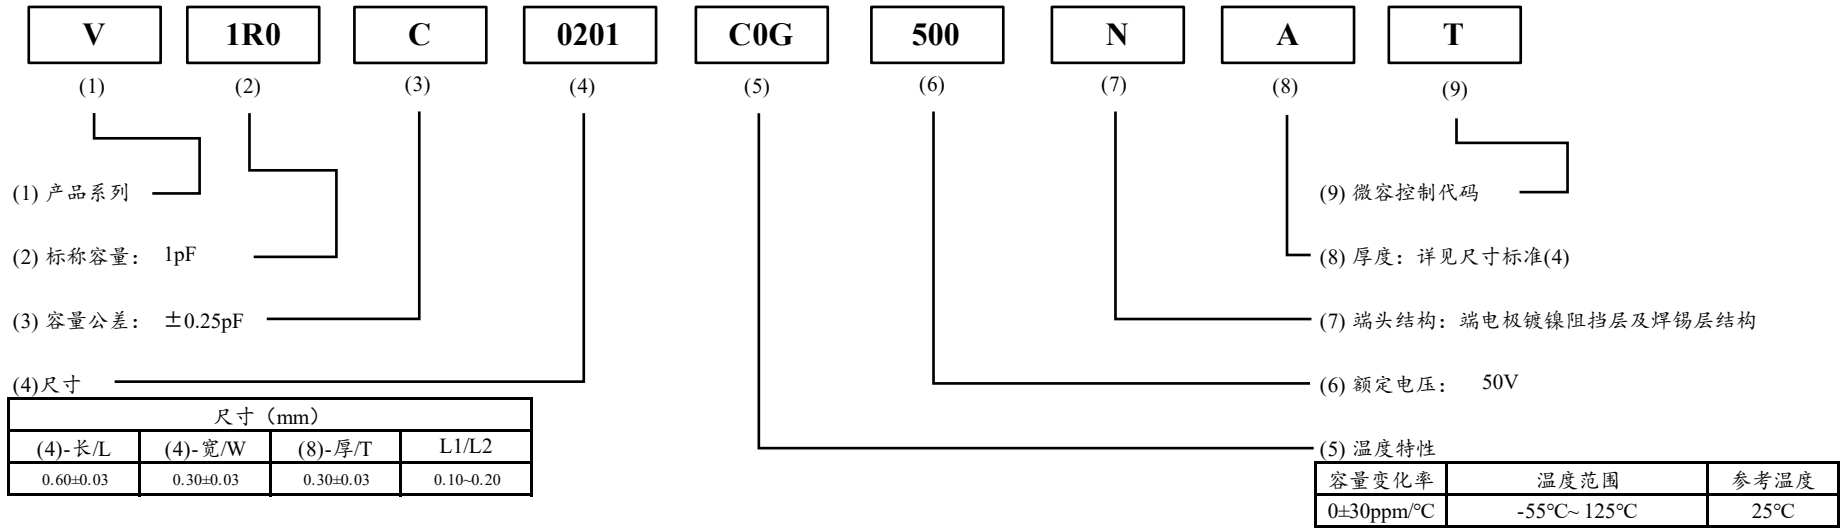 V 1R0 C 0201 C0G 500 N A T
(1) (2) (3) (4) (5) (6) (7) (8) (9)
(1) 产品系列
(2) 标称容量： 1pF
(3) 容量公差： ±0.25pF
(4)尺寸
尺寸（mm）
(4)-长/L (4)-宽/W (8)-厚/T L1/L2
0.60±0.03 0.30±0.03 0.30±0.03 0.10~0.20
(9) 微容控制代码
(8) 厚度：详见尺寸标准(4)
(7) 端头结构：端电极镀镍阻挡层及焊锡层结构
(6) 额定电压： 50V
(5) 温度特性
容量变化率 温度范围 参考温度
0±30ppm/°C -55°C~ 125°C 25°C